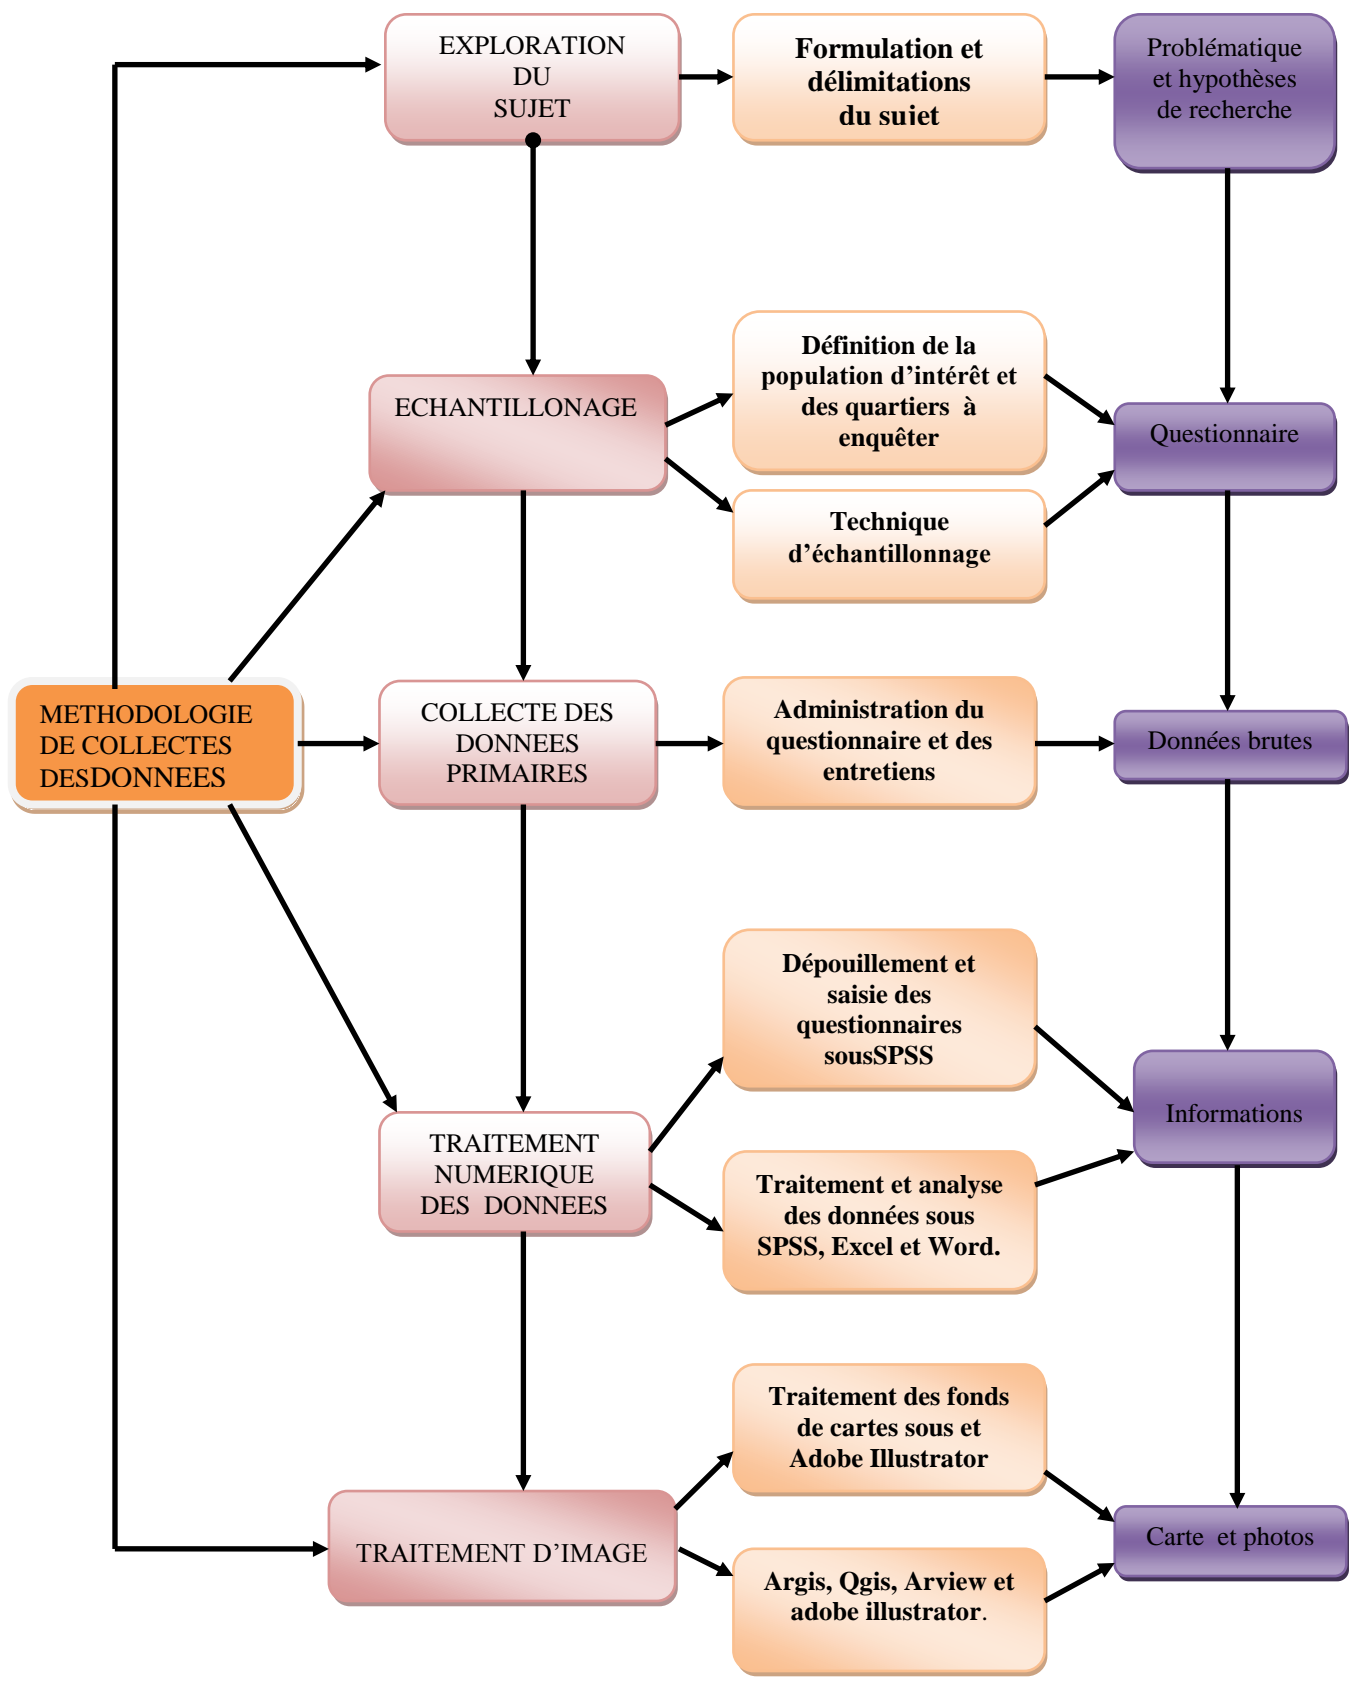 EXPLORATION
DU
SUJET
Formulation et
délimitations
du sujet
Problématique
et hypothèses
de recherche
ECHANTILLONAGE
Définition de la
population d’intérêt et
des quartiers à
enquêter
Technique
d’échantillonnage
Questionnaire
METHODOLOGIE
DE COLLECTES
DESDONNEES
COLLECTE DES
DONNEES
PRIMAIRES
Administration du
questionnaire et des
entretiens
Données brutes
TRAITEMENT
NUMERIQUE
DES DONNEES
Dépouillement et
saisie des
questionnaires
sousSPSS
Traitement et analyse
des données sous
SPSS, Excel et Word.
Informations
TRAITEMENT D’IMAGE
Traitement des fonds
de cartes sous et
Adobe Illustrator
Argis, Qgis, Arview et
adobe illustrator.
Carte et photos